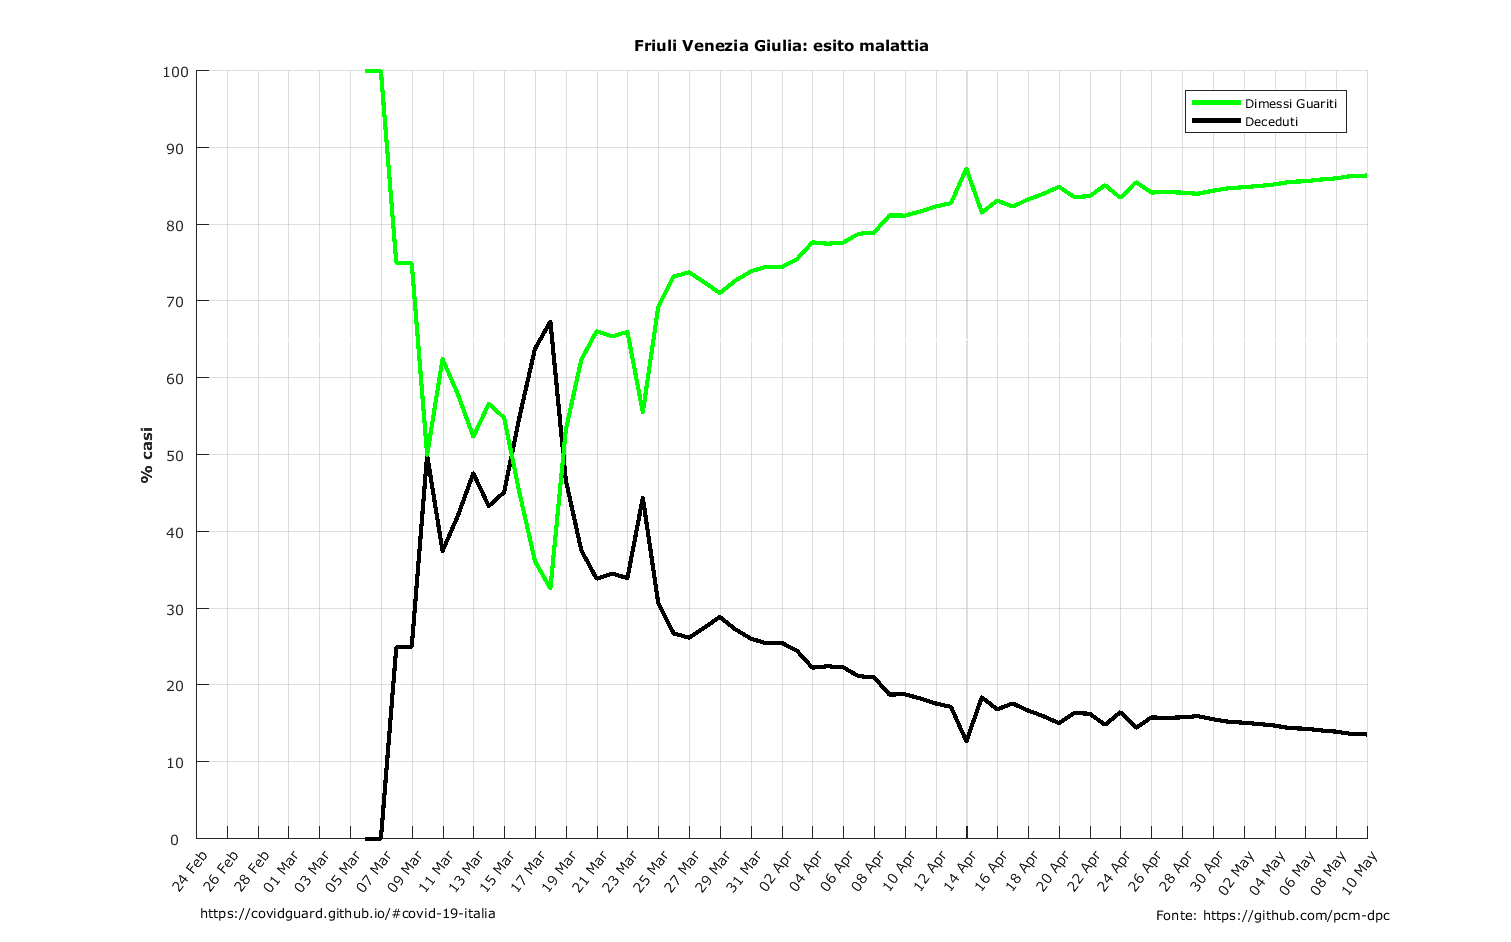 Friuli Venezia Giulia: esito malattia
Dimessi Guariti
Deceduti
% casi
100
90
80
70
60
50
40
30
20
10
0
24 Feb
26 Feb
28 Feb
01 Mar
03 Mar
05 Mar
07 Mar
09 Mar
11 Mar
13 Mar
15 Mar
17 Mar
19 Mar
21 Mar
23 Mar
25 Mar
27 Mar
29 Mar
31 Mar
02 Apr
04 Apr
06 Apr
08 Apr
10 Apr
12 Apr
14 Apr
16 Apr
18 Apr
20 Apr
22 Apr
24 Apr
26 Apr
28 Apr
30 Apr
02 May
04 May
06 May
08 May
10 May
https://covidguard.github.io/#covid-19-italia
Fonte: https://github.com/pcm-dpc